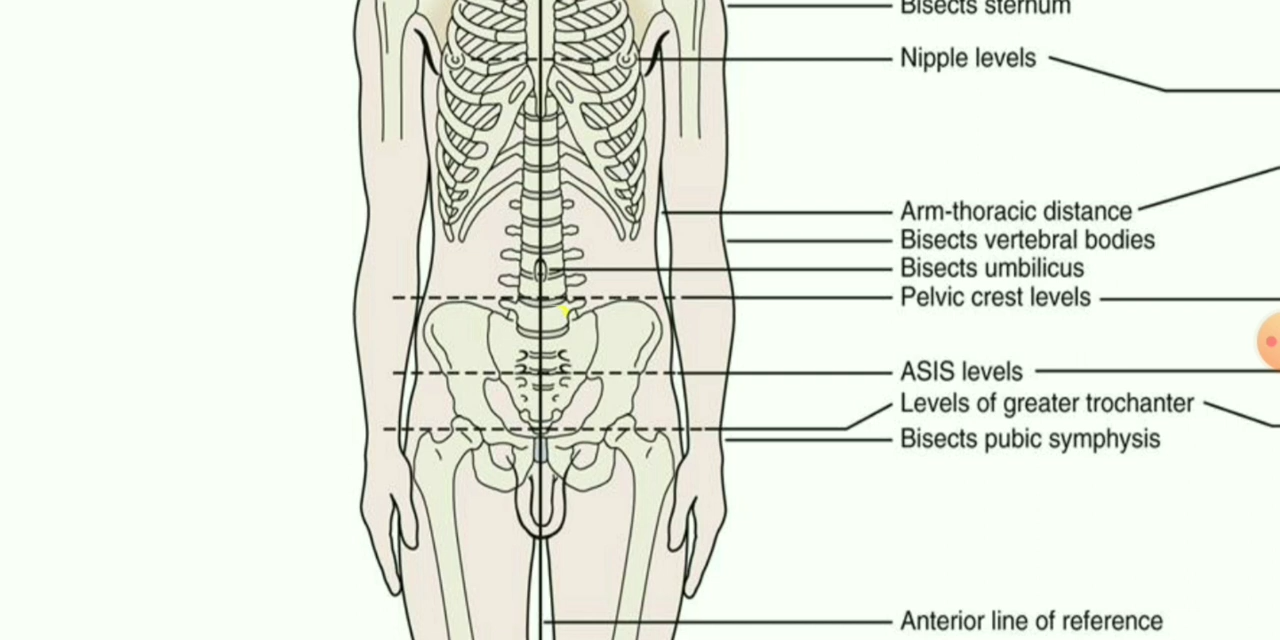 Bisects sternum
Nipple levels
Arm-thoracic distance
Bisects vertebral bodies
Bisects umbilicus
Pelvic crest levels
ASIS levels
Levels of greater trochanter
Bisects pubic symphysis
Anterior line of reference